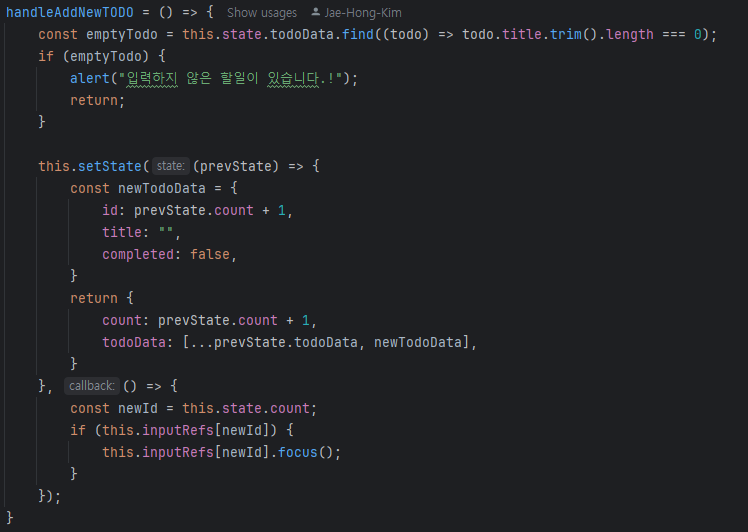 handleAddNewTODO = () => { Show usages Jae-Hong-Kim
    const emptyTodo = this.state.todoData.find((todo) => todo.title.trim().length === 0);
    if (emptyTodo) {
        alert("입력하지 않은 할일이 있습니다.!");
        return;
    }

    this.setState( state: (prevState) => {
        const newTodoData = {
            id: prevState.count + 1,
            title: "",
            completed: false,
        }
        return {
            count: prevState.count + 1,
            todoData: [...prevState.todoData, newTodoData],
        }
    }, callback: () => {
        const newId = this.state.count;
        if (this.inputRefs[newId]) {
            this.inputRefs[newId].focus();
        }
    });
}